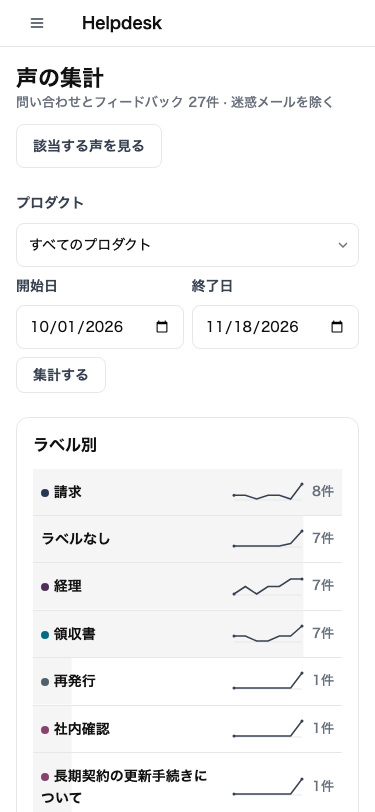 Helpdesk
声の集計
問い合わせとフィードバック 27件 · 迷惑メールを除く
該当する声を見る
プロダクト
すべてのプロダクト
開始日 終了日
10/01/2026 11/18/2026
集計する
ラベル別
請求 8件
ラベルなし 7件
経理 7件
領収書 7件
再発行 1件
社内確認 1件
長期契約の更新手続きに 1件
ついて